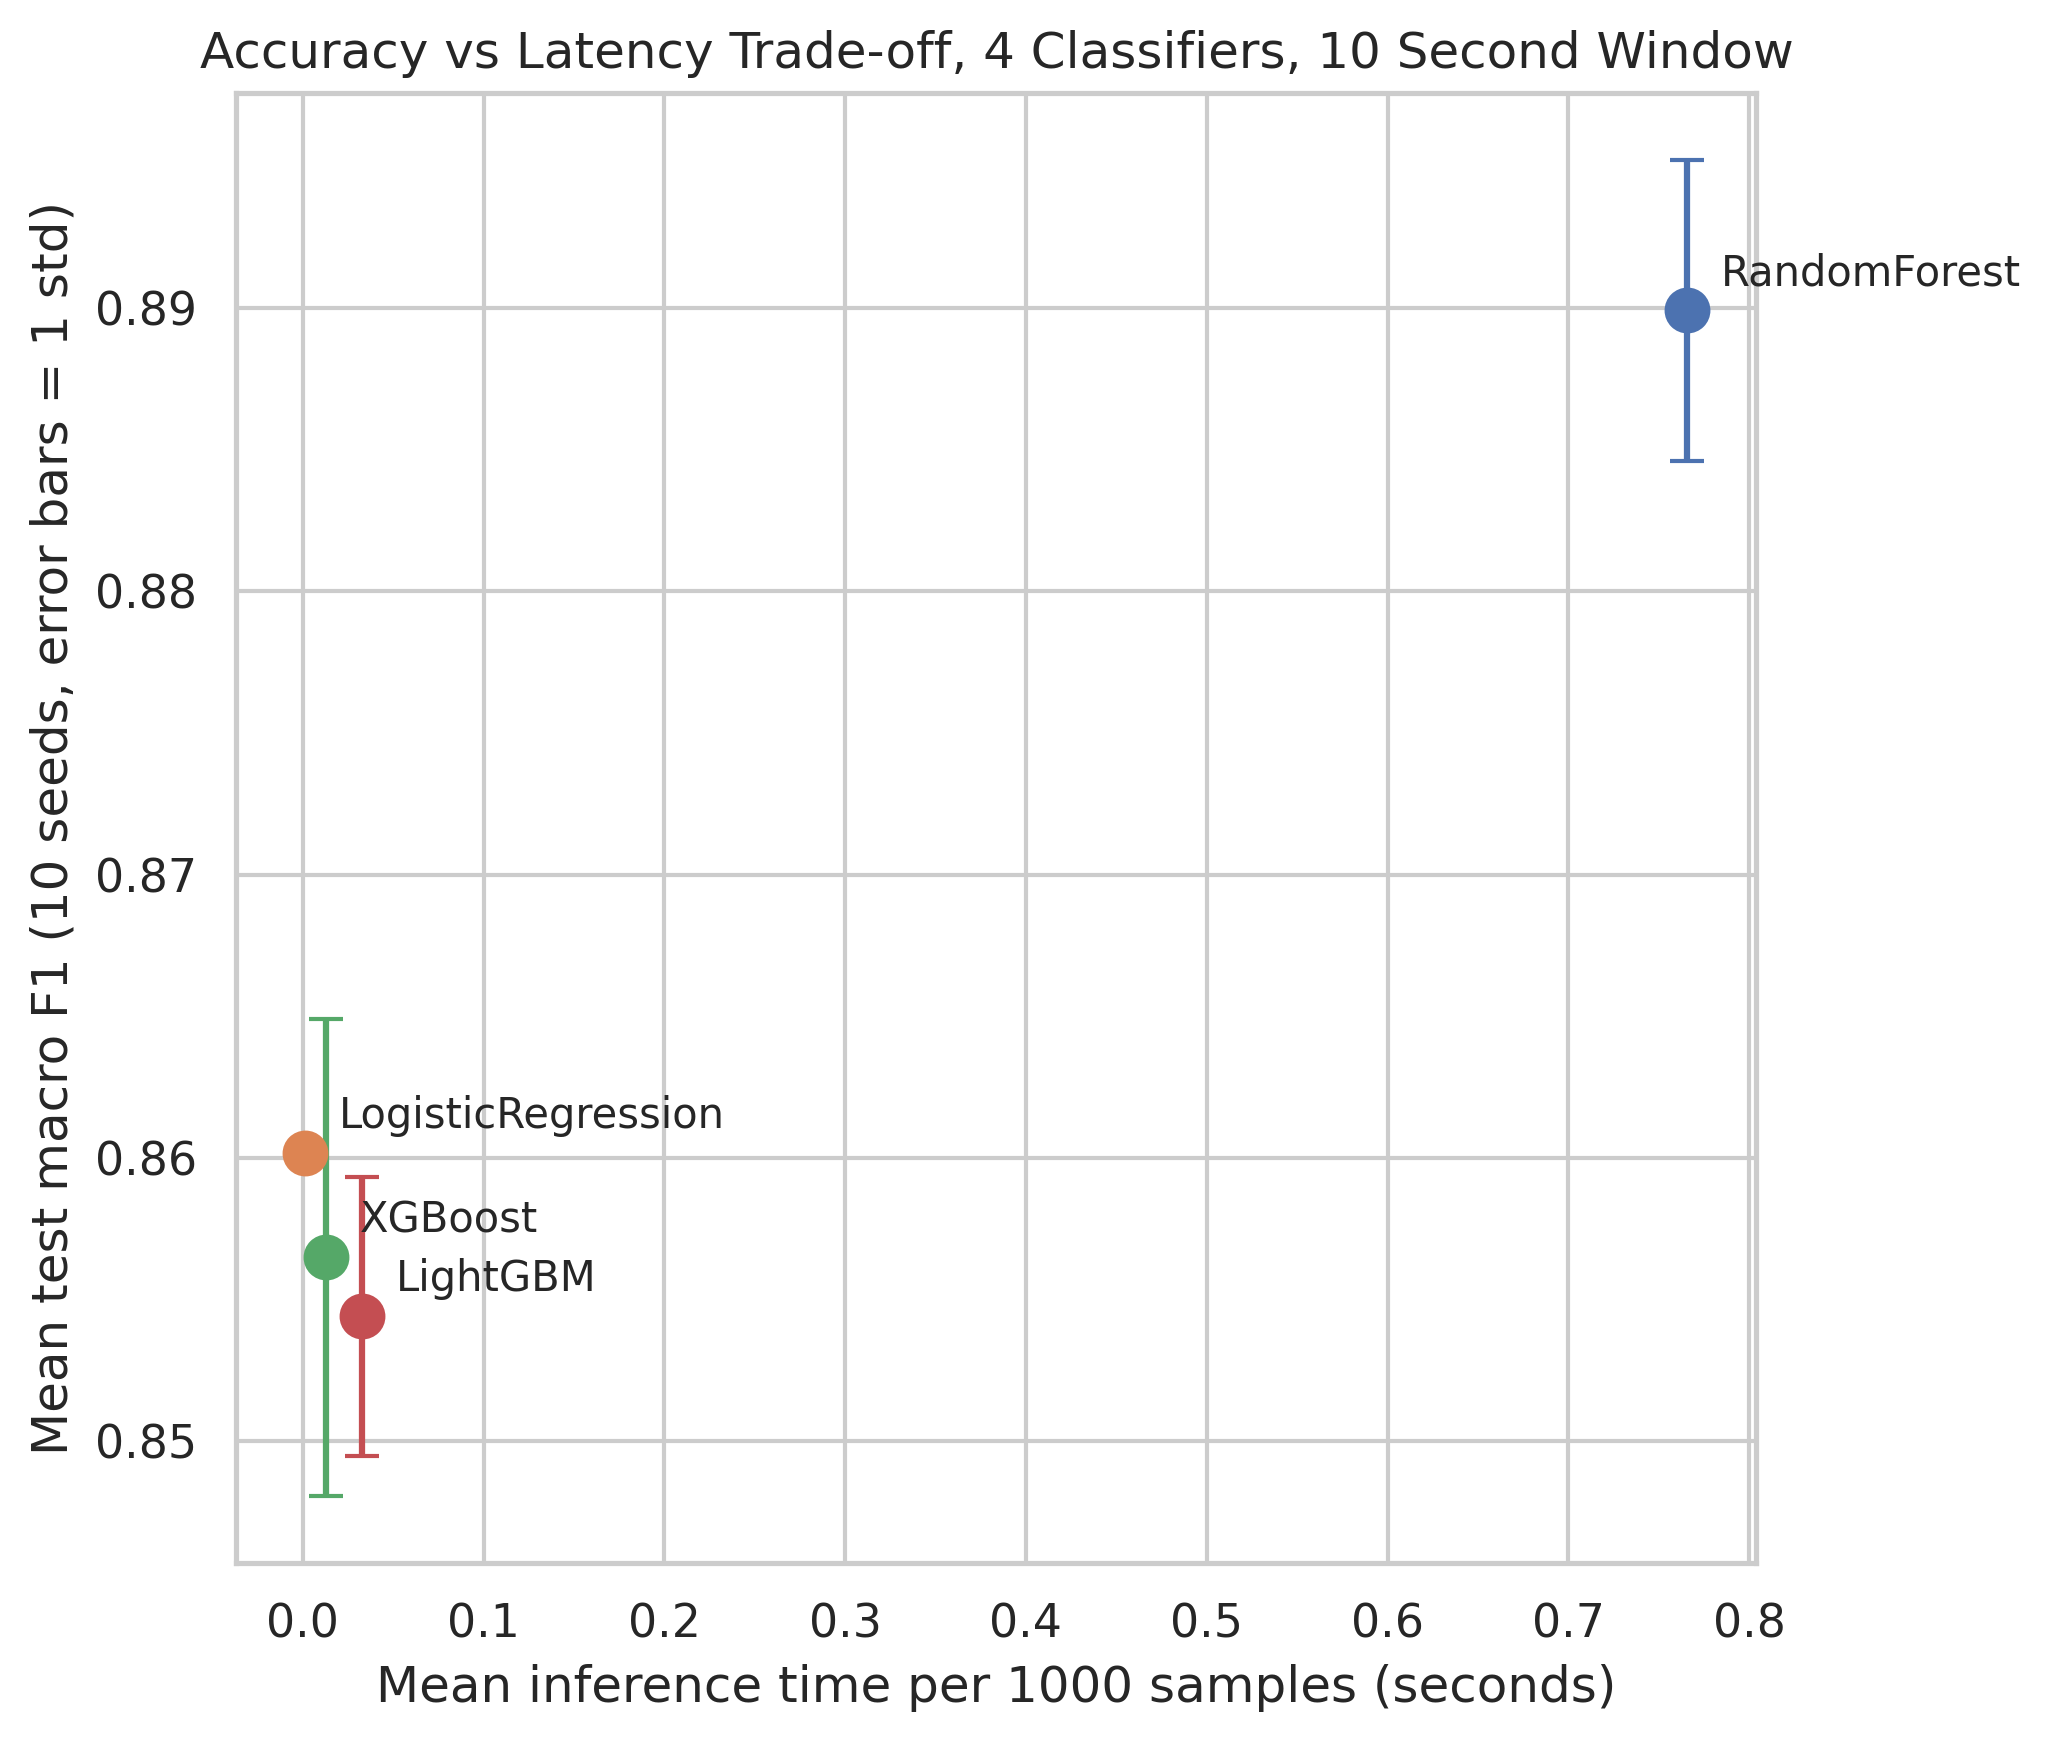 Accuracy vs Latency Trade-off, 4 Classifiers, 10 Second Window
Mean test macro F1 (10 seeds, error bars = 1 std)
0.89
0.88
0.87
0.86
0.85
RandomForest
LogisticRegression
XGBoost
LightGBM
0.0 0.1 0.2 0.3 0.4 0.5 0.6 0.7 0.8
Mean inference time per 1000 samples (seconds)